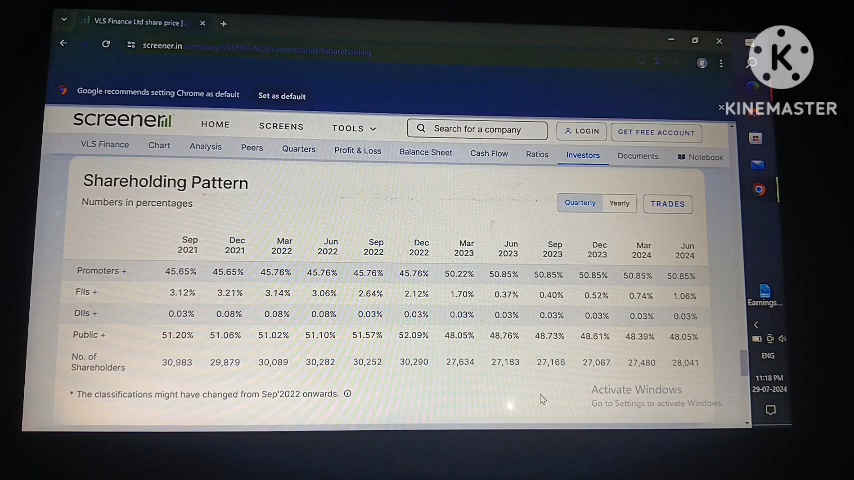 VLS Finance Ltd share price |
screener.in/company/VLSFINANCE/consolidated/#shareholding
Google recommends setting Chrome as default
Set as default
KINEMASTER
screener
HOME
SCREENS
TOOLS
Search for a company
LOGIN
GET FREE ACCOUNT
VLS Finance Chart Analysis Peers Quarters Profit & Loss Balance Sheet Cash Flow Ratios Investors Documents Notebook
Shareholding Pattern
Numbers in percentages
Quarterly Yearly TRADES
Sep 2021 Dec 2021 Mar 2022 Jun 2022 Sep 2022 Dec 2022 Mar 2023 Jun 2023 Sep 2023 Dec 2023 Mar 2024 Jun 2024
Promoters + 45.65% 45.65% 45.76% 45.76% 45.76% 45.76% 50.22% 50.85% 50.85% 50.85% 50.85% 50.85%
FIIs + 3.12% 3.21% 3.14% 3.06% 2.64% 2.12% 1.70% 0.37% 0.40% 0.52% 0.74% 1.06%
DIIs + 0.03% 0.08% 0.08% 0.08% 0.03% 0.03% 0.03% 0.03% 0.03% 0.03% 0.03% 0.03%
Public + 51.20% 51.06% 51.02% 51.10% 51.57% 52.09% 48.05% 48.76% 48.73% 48.61% 48.39% 48.05%
No. of Shareholders 30,983 29,879 30,089 30,282 30,252 30,290 27,634 27,183 27,166 27,067 27,480 28,041
* The classifications might have changed from Sep'2022 onwards.
Activate Windows
Go to Settings to activate Windows.
Earnings...
ENG
11:18 PM
29-07-2024